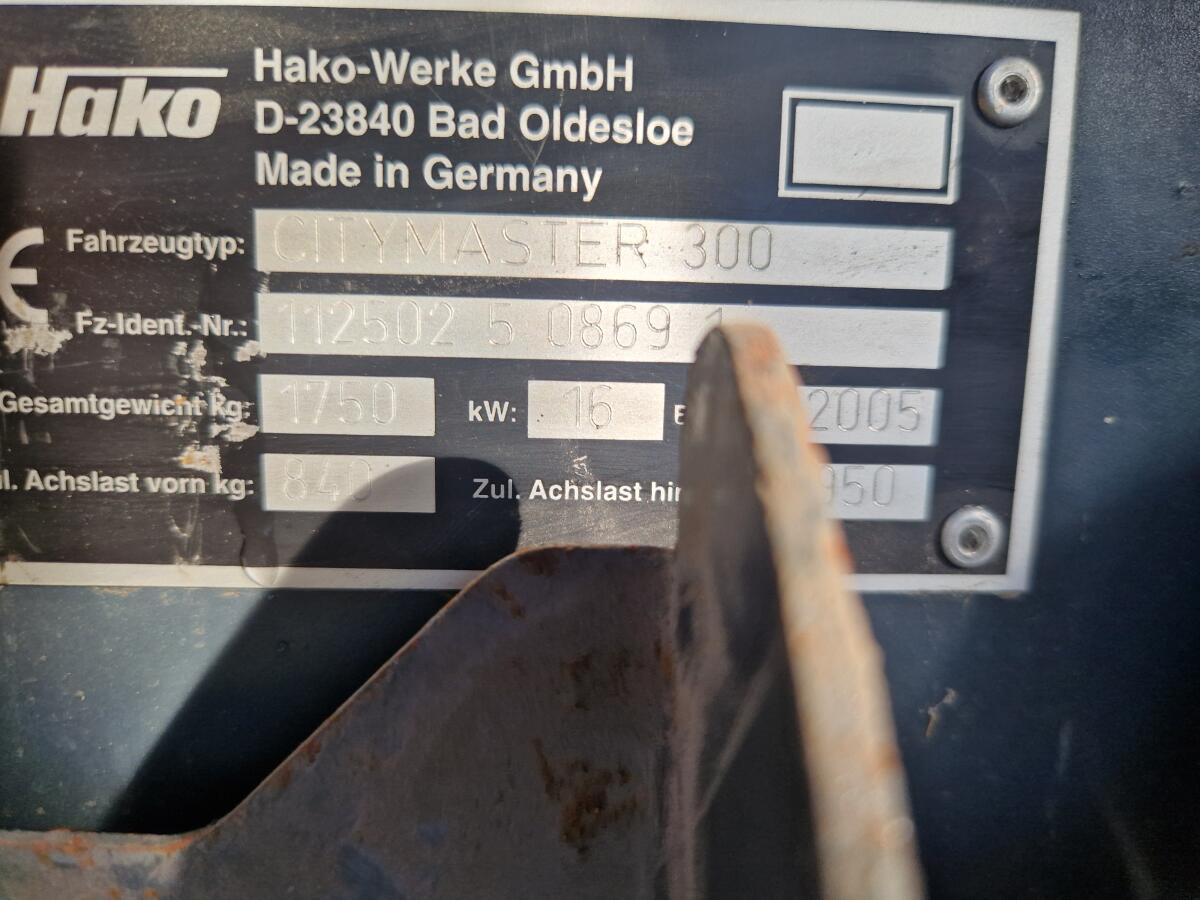 Hako
Hako-Werke GmbH
D-23840 Bad Oldesloe
Made in Germany
CE
Fahrzeugtyp: CITYMASTER 300
Fz-Ident.-Nr.: 112502 5 0869
Gesamtgewicht kg: 1750 kW: 16 2005
Achslast vorn kg: 840 Zul. Achslast 950